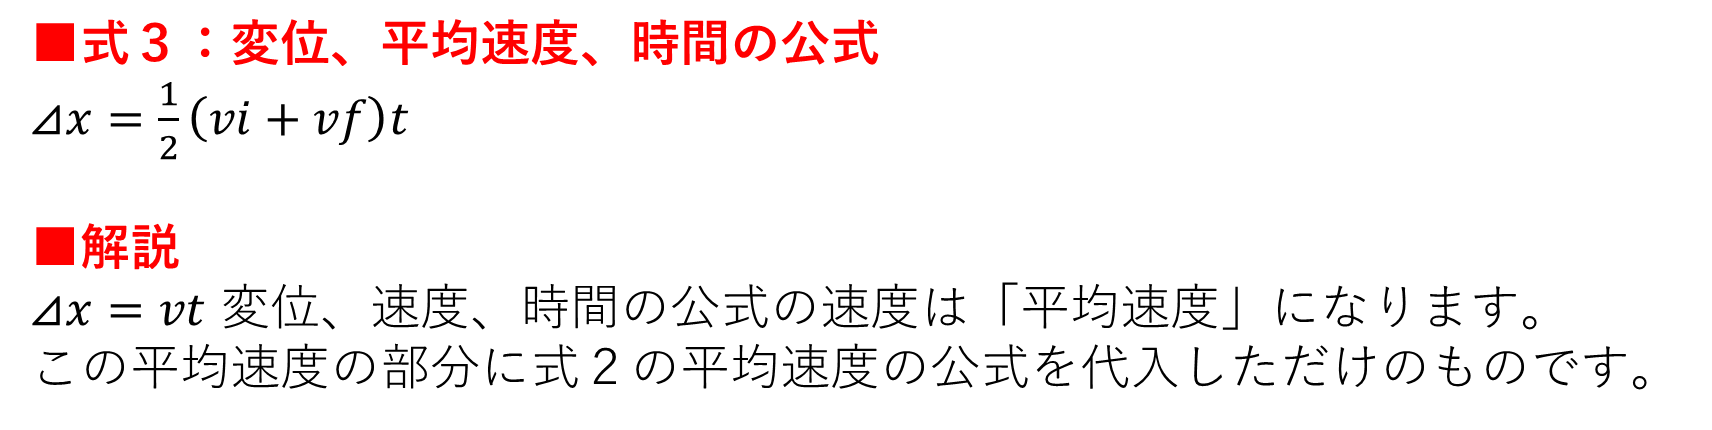 ■式３：変位、平均速度、時間の公式
⊿x = 1/2 (vi + vf)t
■解説
⊿x = vt 変位、速度、時間の公式の速度は「平均速度」になります。
この平均速度の部分に式２の平均速度の公式を代入しただけのものです。